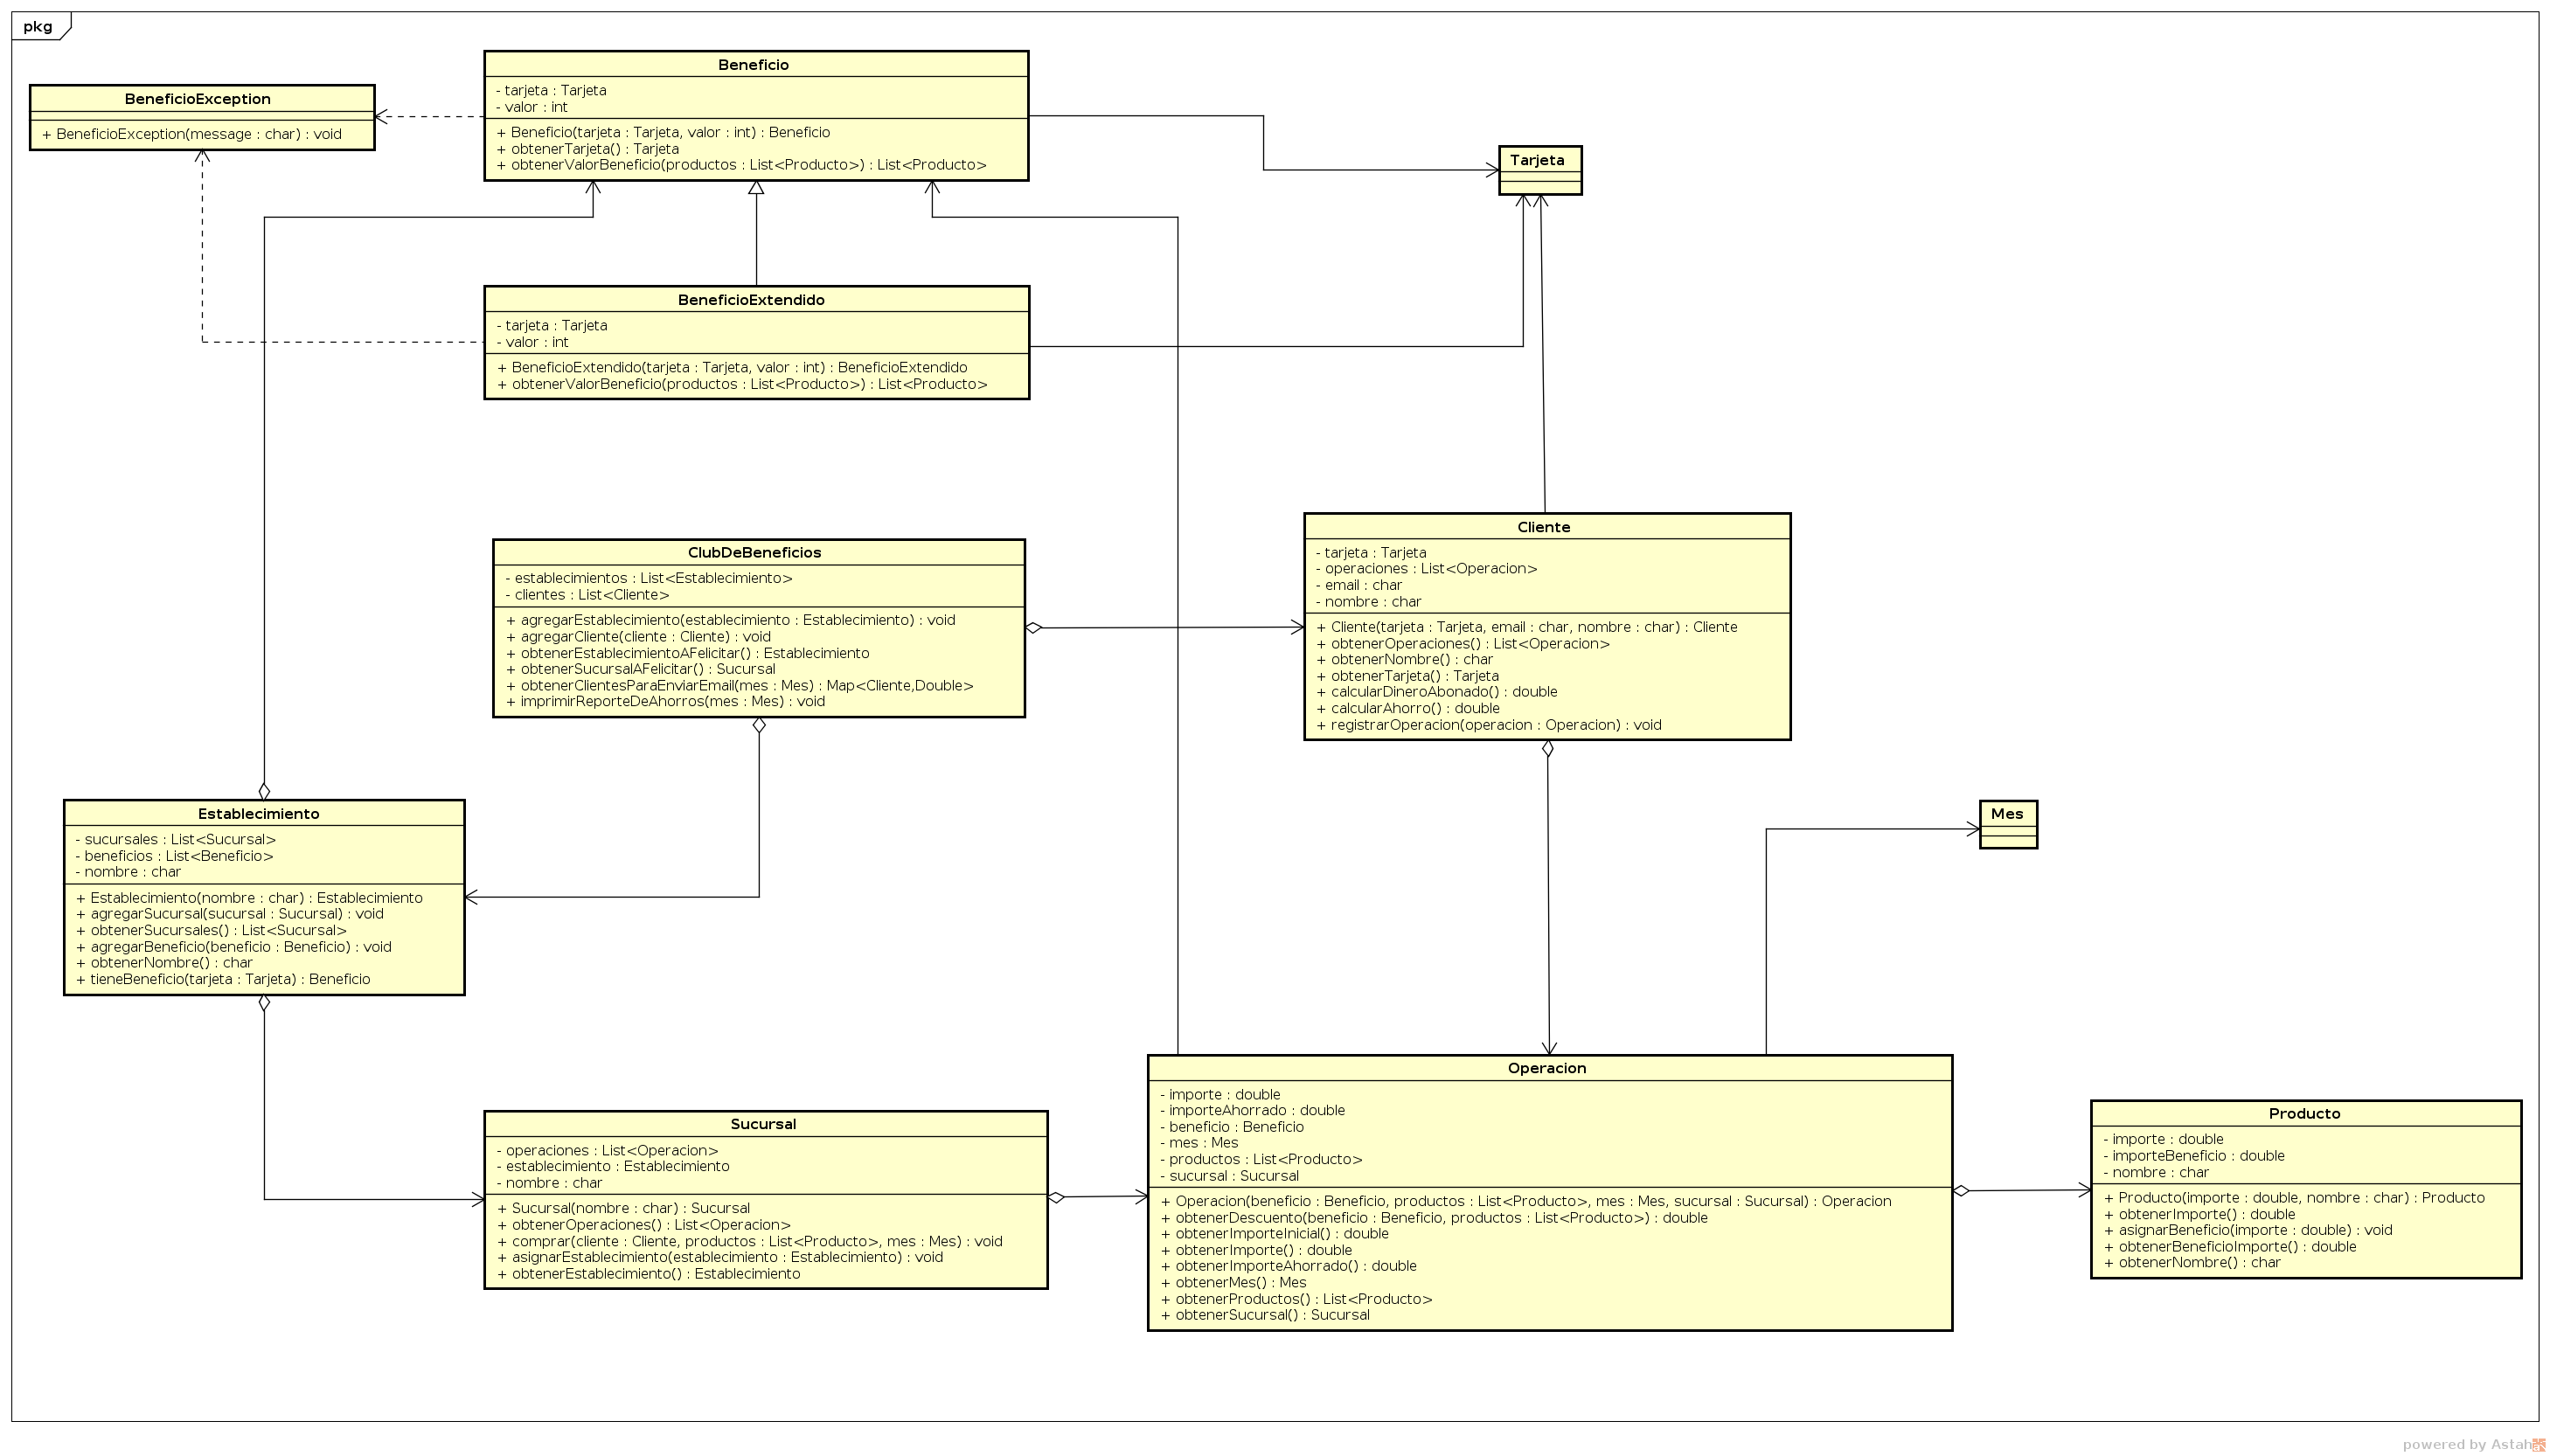 pkg
Beneficio
- tarjeta : Tarjeta
- valor : int
+ Beneficio(tarjeta : Tarjeta, valor : int) : Beneficio
+ obtenerTarjeta() : Tarjeta
+ obtenerValorBeneficio(productos : List<Producto>) : List<Producto>
BeneficioException
+ BeneficioException(message : char) : void
Tarjeta
BeneficioExtendido
- tarjeta : Tarjeta
- valor : int
+ BeneficioExtendido(tarjeta : Tarjeta, valor : int) : BeneficioExtendido
+ obtenerValorBeneficio(productos : List<Producto>) : List<Producto>
ClubDeBeneficios
- establecimientos : List<Establecimiento>
- clientes : List<Cliente>
+ agregarEstablecimiento(establecimiento : Establecimiento) : void
+ agregarCliente(cliente : Cliente) : void
+ obtenerEstablecimientoAFelicitar() : Establecimiento
+ obtenerSucursalAFelicitar() : Sucursal
+ obtenerClientesParaEnviarEmail(mes : Mes) : Map<Cliente,Double>
+ imprimirReporteDeAhorros(mes : Mes) : void
Cliente
- tarjeta : Tarjeta
- operaciones : List<Operacion>
- email : char
- nombre : char
+ Cliente(tarjeta : Tarjeta, email : char, nombre : char) : Cliente
+ obtenerOperaciones() : List<Operacion>
+ obtenerNombre() : char
+ obtenerTarjeta() : Tarjeta
+ calcularDineroAbonado() : double
+ calcularAhorro() : double
+ registrarOperacion(operacion : Operacion) : void
Establecimiento
- sucursales : List<Sucursal>
- beneficios : List<Beneficio>
- nombre : char
+ Establecimiento(nombre : char) : Establecimiento
+ agregarSucursal(sucursal : Sucursal) : void
+ obtenerSucursales() : List<Sucursal>
+ agregarBeneficio(beneficio : Beneficio) : void
+ obtenerNombre() : char
+ tieneBeneficio(tarjeta : Tarjeta) : Beneficio
Mes
Sucursal
- operaciones : List<Operacion>
- establecimiento : Establecimiento
- nombre : char
+ Sucursal(nombre : char) : Sucursal
+ obtenerOperaciones() : List<Operacion>
+ comprar(cliente : Cliente, productos : List<Producto>, mes : Mes) : void
+ asignarEstablecimiento(establecimiento : Establecimiento) : void
+ obtenerEstablecimiento() : Establecimiento
Operacion
- importe : double
- importeAhorrado : double
- beneficio : Beneficio
- mes : Mes
- productos : List<Producto>
- sucursal : Sucursal
+ Operacion(beneficio : Beneficio, productos : List<Producto>, mes : Mes, sucursal : Sucursal) : Operacion
+ obtenerDescuento(beneficio : Beneficio, productos : List<Producto>) : double
+ obtenerImporteInicial() : double
+ obtenerImporte() : double
+ obtenerImporteAhorrado() : double
+ obtenerMes() : Mes
+ obtenerProductos() : List<Producto>
+ obtenerSucursal() : Sucursal
Producto
- importe : double
- importeBeneficio : double
- nombre : char
+ Producto(importe : double, nombre : char) : Producto
+ obtenerImporte() : double
+ asignarBeneficio(importe : double) : void
+ obtenerBeneficioImporte() : double
+ obtenerNombre() : char
powered by Astah